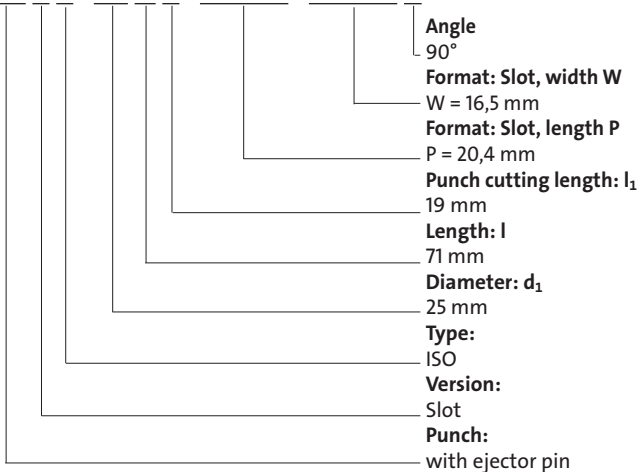 Angle
90°
Format: Slot, width W
W = 16,5 mm
Format: Slot, length P
P = 20,4 mm
Punch cutting length: l₁
19 mm
Length: l
71 mm
Diameter: d₁
25 mm
Type:
ISO
Version:
Slot
Punch:
with ejector pin